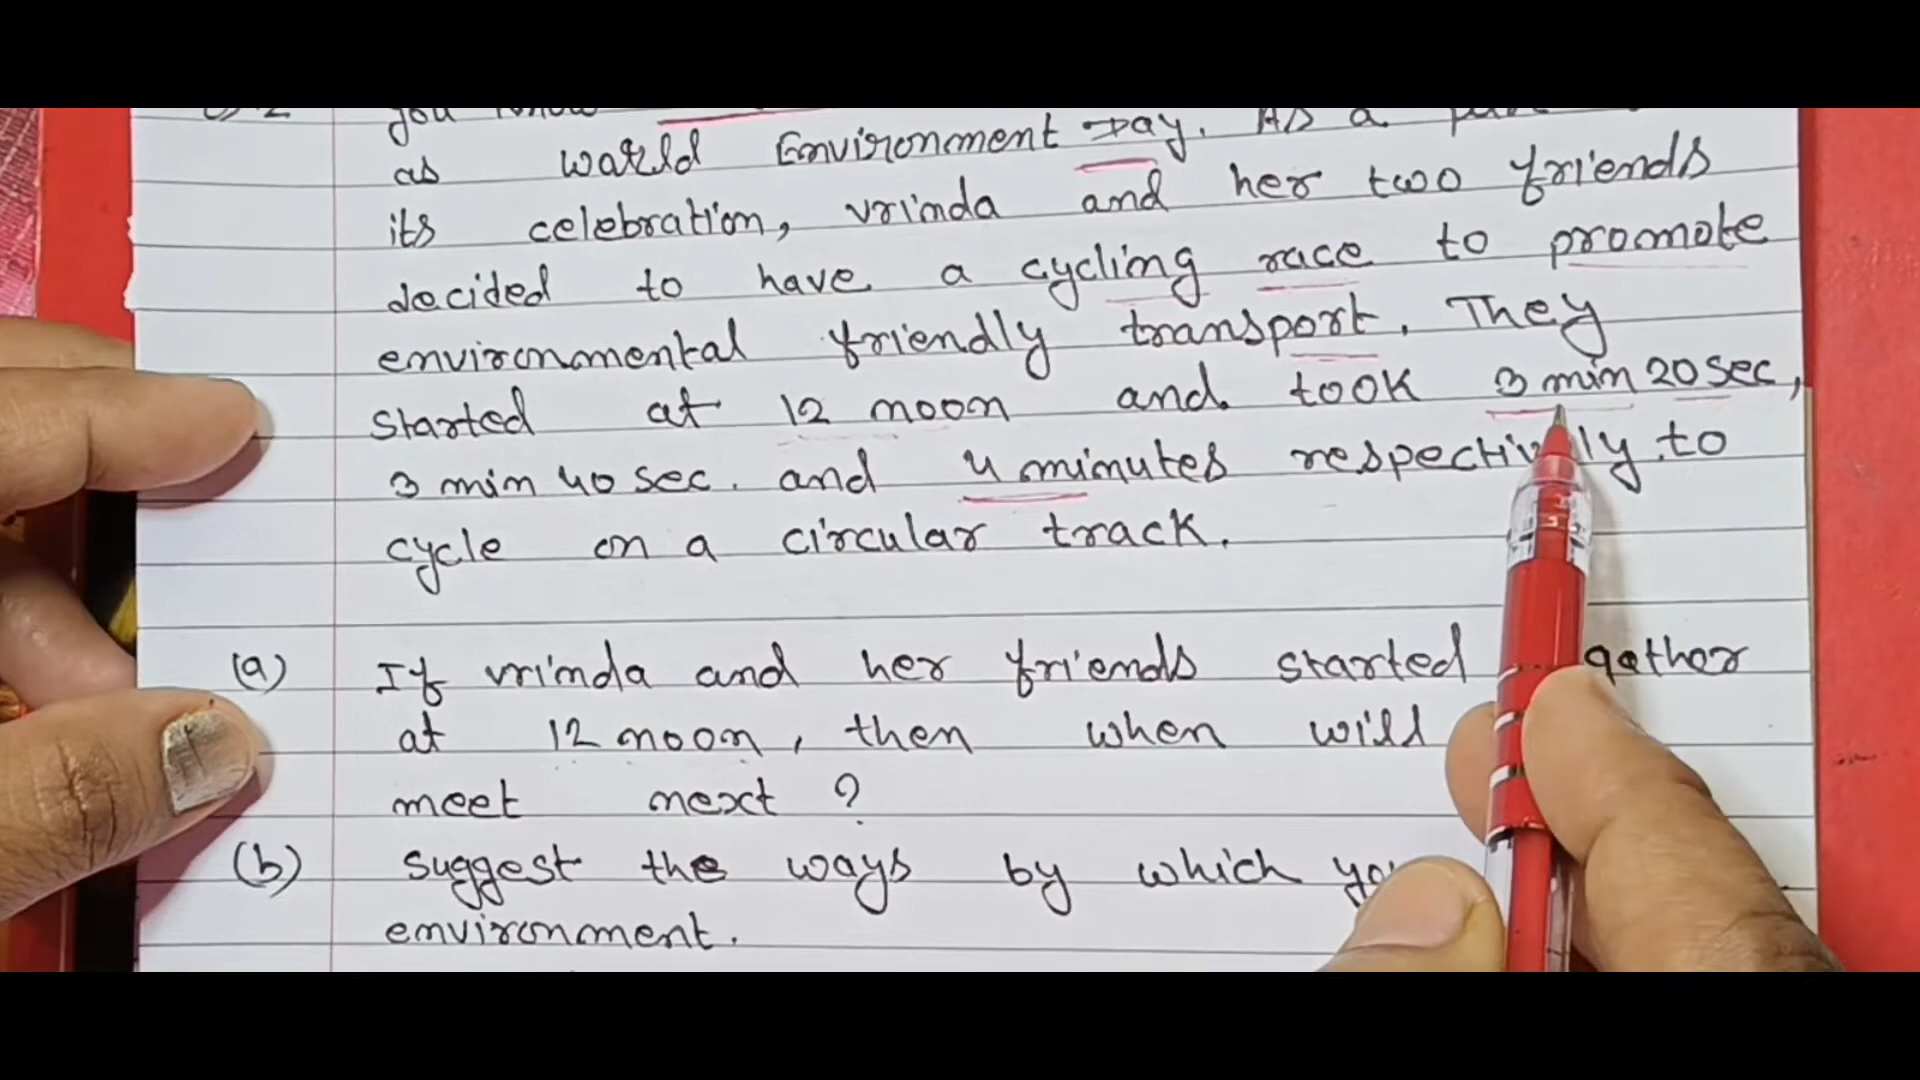 as world Environment Day. As a
its celebration, vrinda and her two friends
decided to have a cycling race to promote
environmental friendly transport. They
started at 12 noon and took 3 min 20 sec,
3 min 40 sec. and 4 minutes respectively to
cycle on a circular track.
(a) If vrinda and her friends started gether
at 12 noon, then when will
meet next ?
(b) suggest the ways by which
environment.